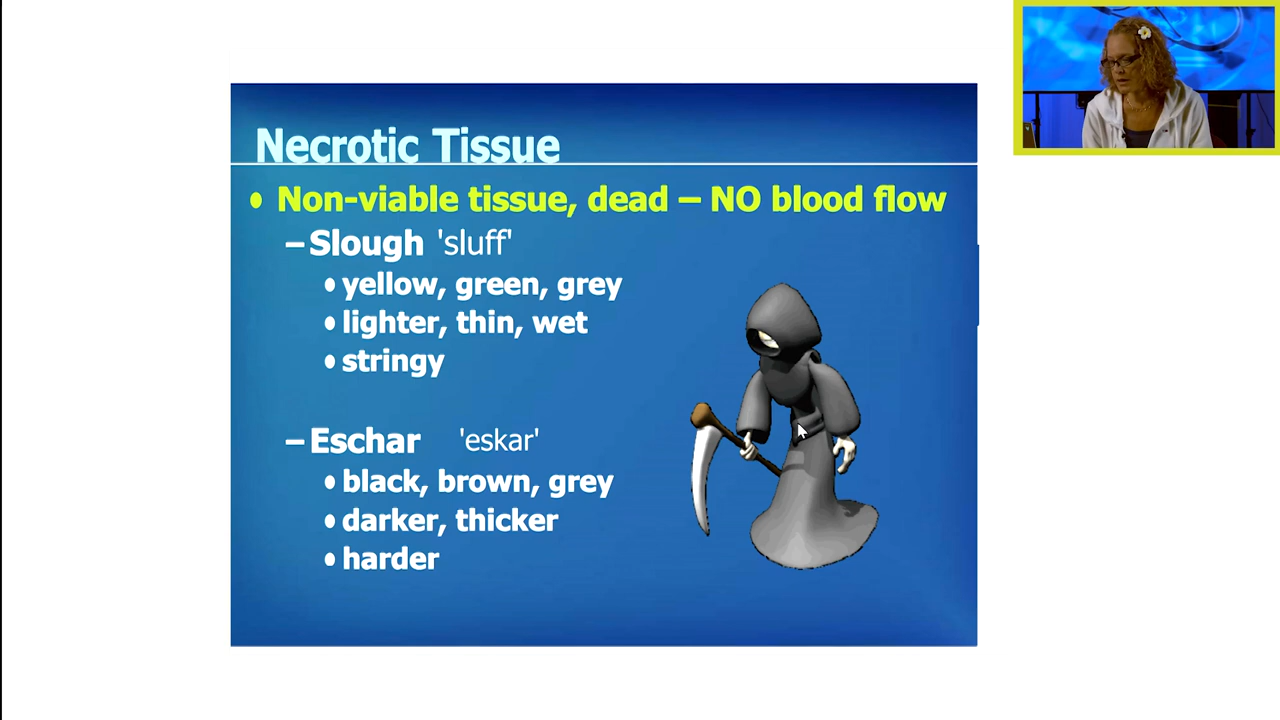 Necrotic Tissue
• Non-viable tissue, dead – NO blood flow
– Slough 'sluff'
• yellow, green, grey
• lighter, thin, wet
• stringy
– Eschar 'eskar'
• black, brown, grey
• darker, thicker
• harder